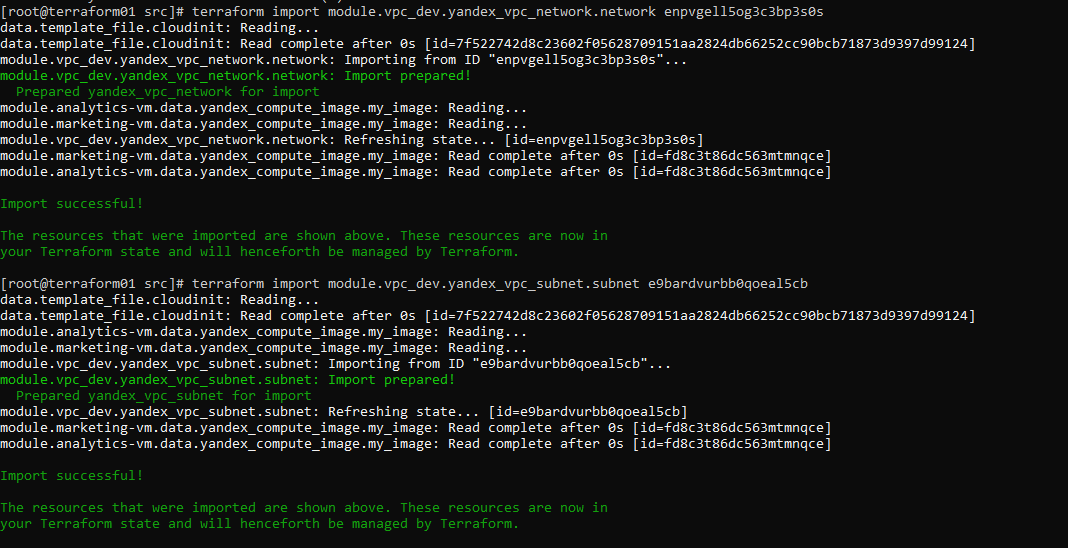 [root@terraform01 src]# terraform import module.vpc_dev.yandex_vpc_network.network enpvgell5og3c3bp3s0s
data.template_file.cloudinit: Reading...
data.template_file.cloudinit: Read complete after 0s [id=7f522742d8c23602f05628709151aa2824db66252cc90bcb71873d9397d99124]
module.vpc_dev.yandex_vpc_network.network: Importing from ID "enpvgell5og3c3bp3s0s"...
module.vpc_dev.yandex_vpc_network.network: Import prepared!
  Prepared yandex_vpc_network for import
module.analytics-vm.data.yandex_compute_image.my_image: Reading...
module.marketing-vm.data.yandex_compute_image.my_image: Reading...
module.vpc_dev.yandex_vpc_network.network: Refreshing state... [id=enpvgell5og3c3bp3s0s]
module.marketing-vm.data.yandex_compute_image.my_image: Read complete after 0s [id=fd8c3t86dc563mtmnqce]
module.analytics-vm.data.yandex_compute_image.my_image: Read complete after 0s [id=fd8c3t86dc563mtmnqce]
Import successful!
The resources that were imported are shown above. These resources are now in
your Terraform state and will henceforth be managed by Terraform.
[root@terraform01 src]# terraform import module.vpc_dev.yandex_vpc_subnet.subnet e9bardvurbb0qoeal5cb
data.template_file.cloudinit: Reading...
data.template_file.cloudinit: Read complete after 0s [id=7f522742d8c23602f05628709151aa2824db66252cc90bcb71873d9397d99124]
module.analytics-vm.data.yandex_compute_image.my_image: Reading...
module.marketing-vm.data.yandex_compute_image.my_image: Reading...
module.vpc_dev.yandex_vpc_subnet.subnet: Importing from ID "e9bardvurbb0qoeal5cb"...
module.vpc_dev.yandex_vpc_subnet.subnet: Import prepared!
  Prepared yandex_vpc_subnet for import
module.vpc_dev.yandex_vpc_subnet.subnet: Refreshing state... [id=e9bardvurbb0qoeal5cb]
module.marketing-vm.data.yandex_compute_image.my_image: Read complete after 0s [id=fd8c3t86dc563mtmnqce]
module.analytics-vm.data.yandex_compute_image.my_image: Read complete after 0s [id=fd8c3t86dc563mtmnqce]
Import successful!
The resources that were imported are shown above. These resources are now in
your Terraform state and will henceforth be managed by Terraform.